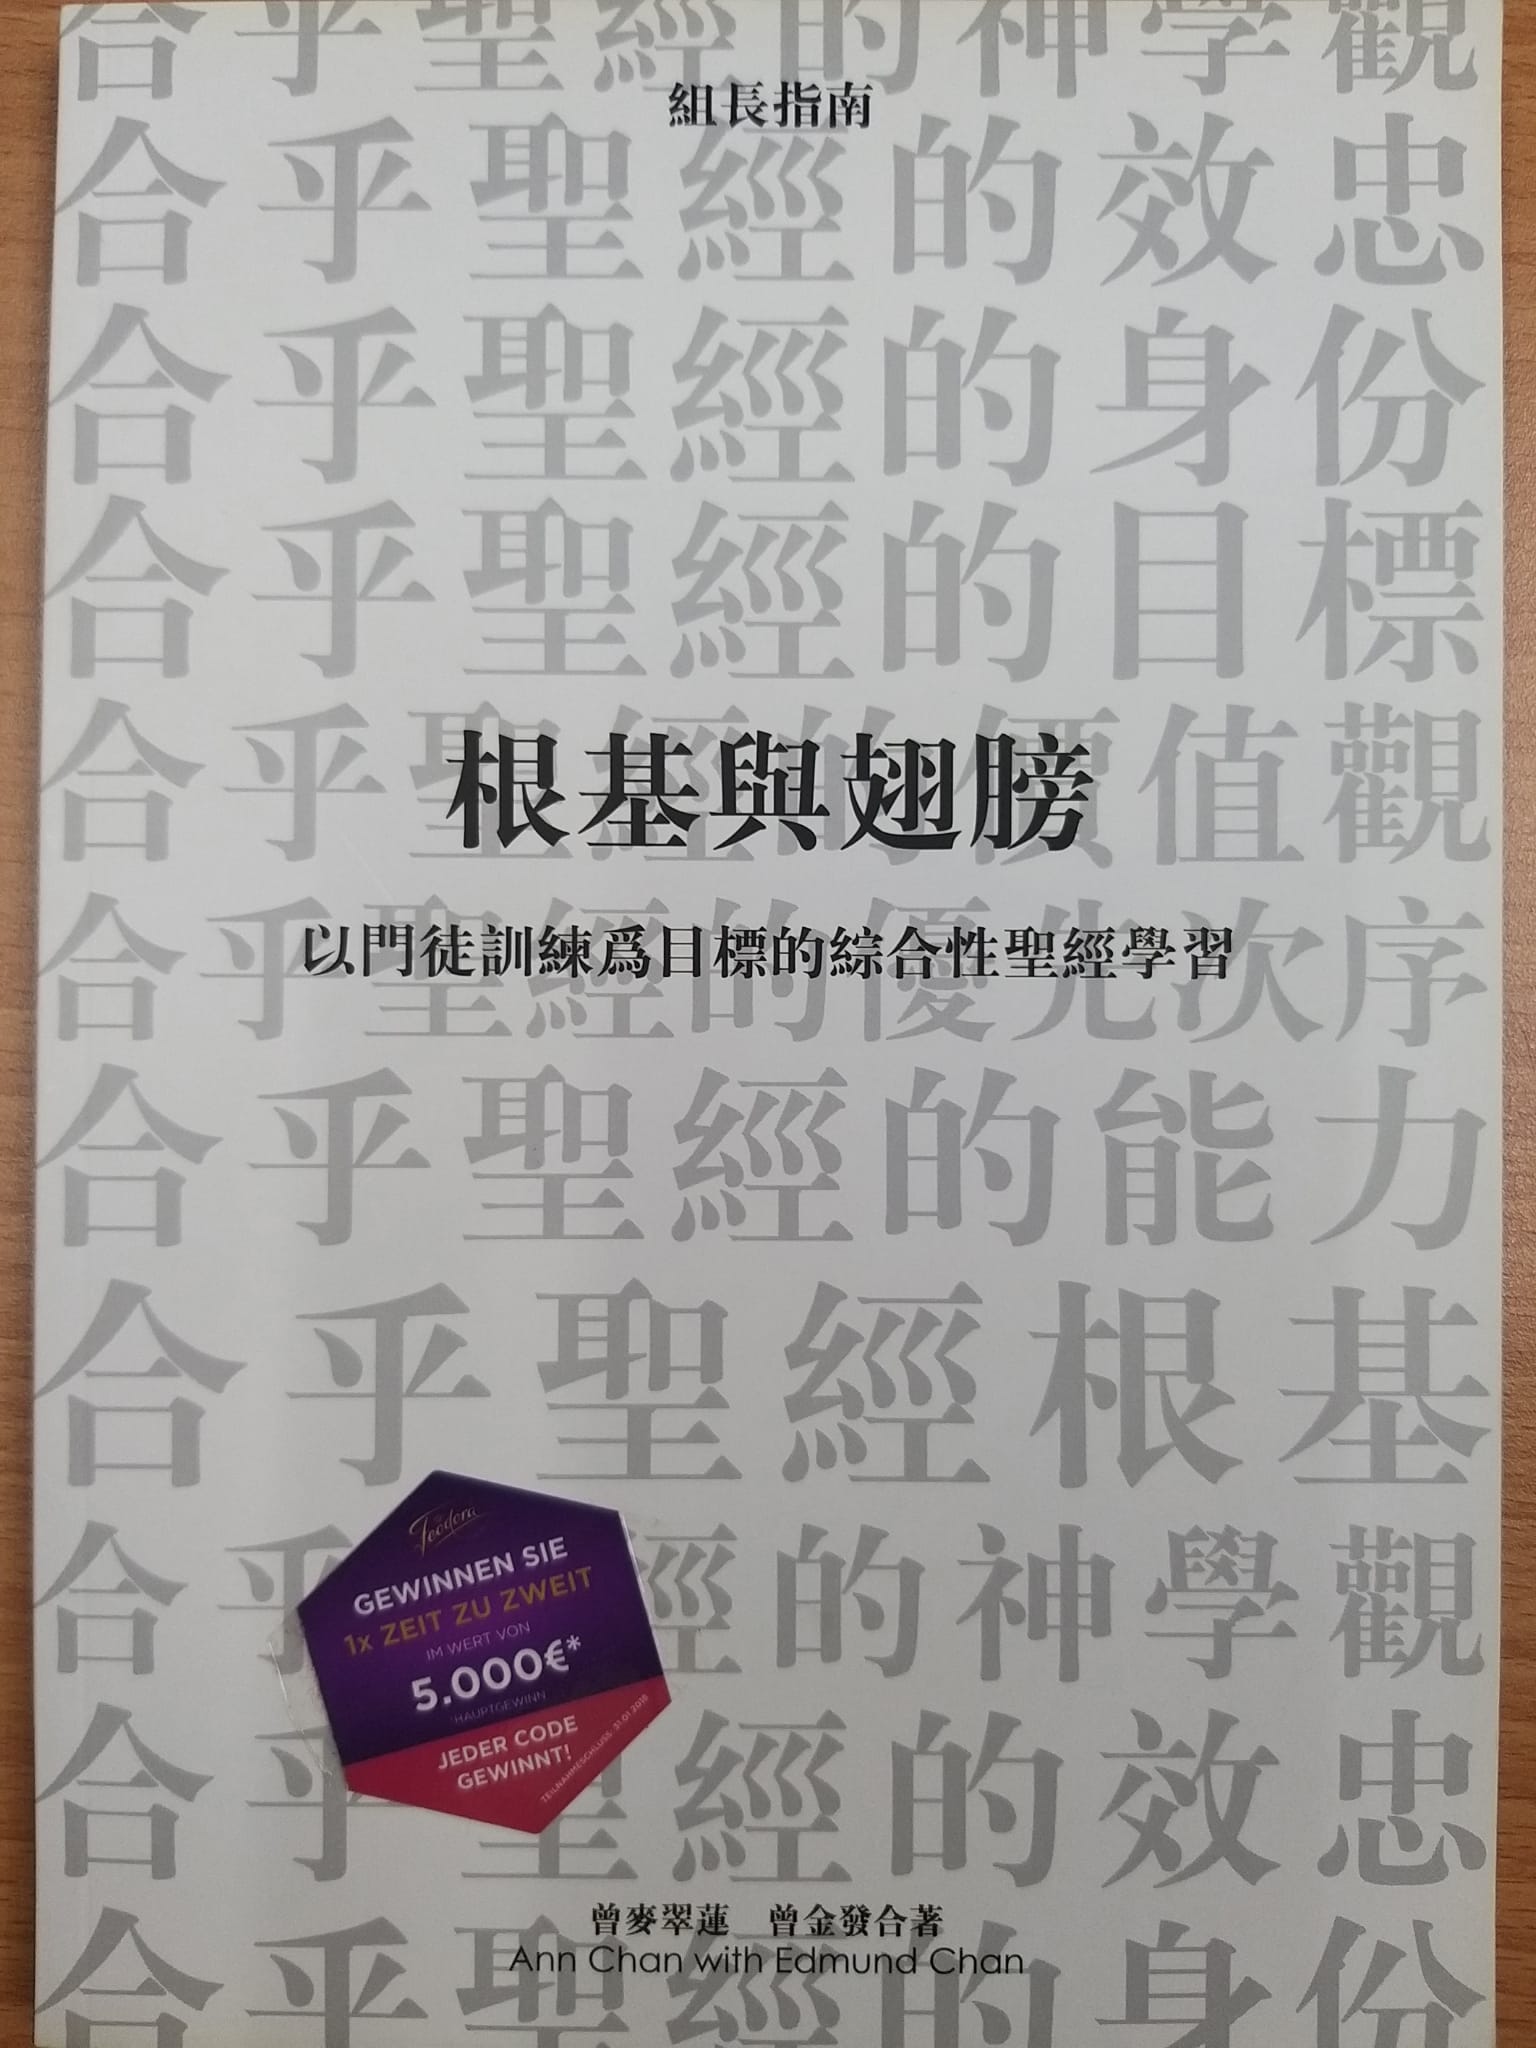 合乎聖經的神學觀
組長指南
合乎聖經的效忠
合乎聖經的身份
合乎聖經的目標
合乎聖經的價值觀
根基與翅膀
合乎聖經的優先次序
以門徒訓練爲目標的綜合性聖經學習
合乎聖經的能力
合乎聖經根基
合乎 經的神學觀
Feodora
GEWINNEN SIE
1x ZEIT ZU ZWEIT
IM WERT VON
5.000€*
*HAUPTGEWINN
JEDER CODE
GEWINNT!
TEILNAHMESCHLUSS: 31.01.2018
合乎聖經的效忠
曾麥翠蓮　曾金發合著
Ann Chan with Edmund Chan
合乎聖經的身份